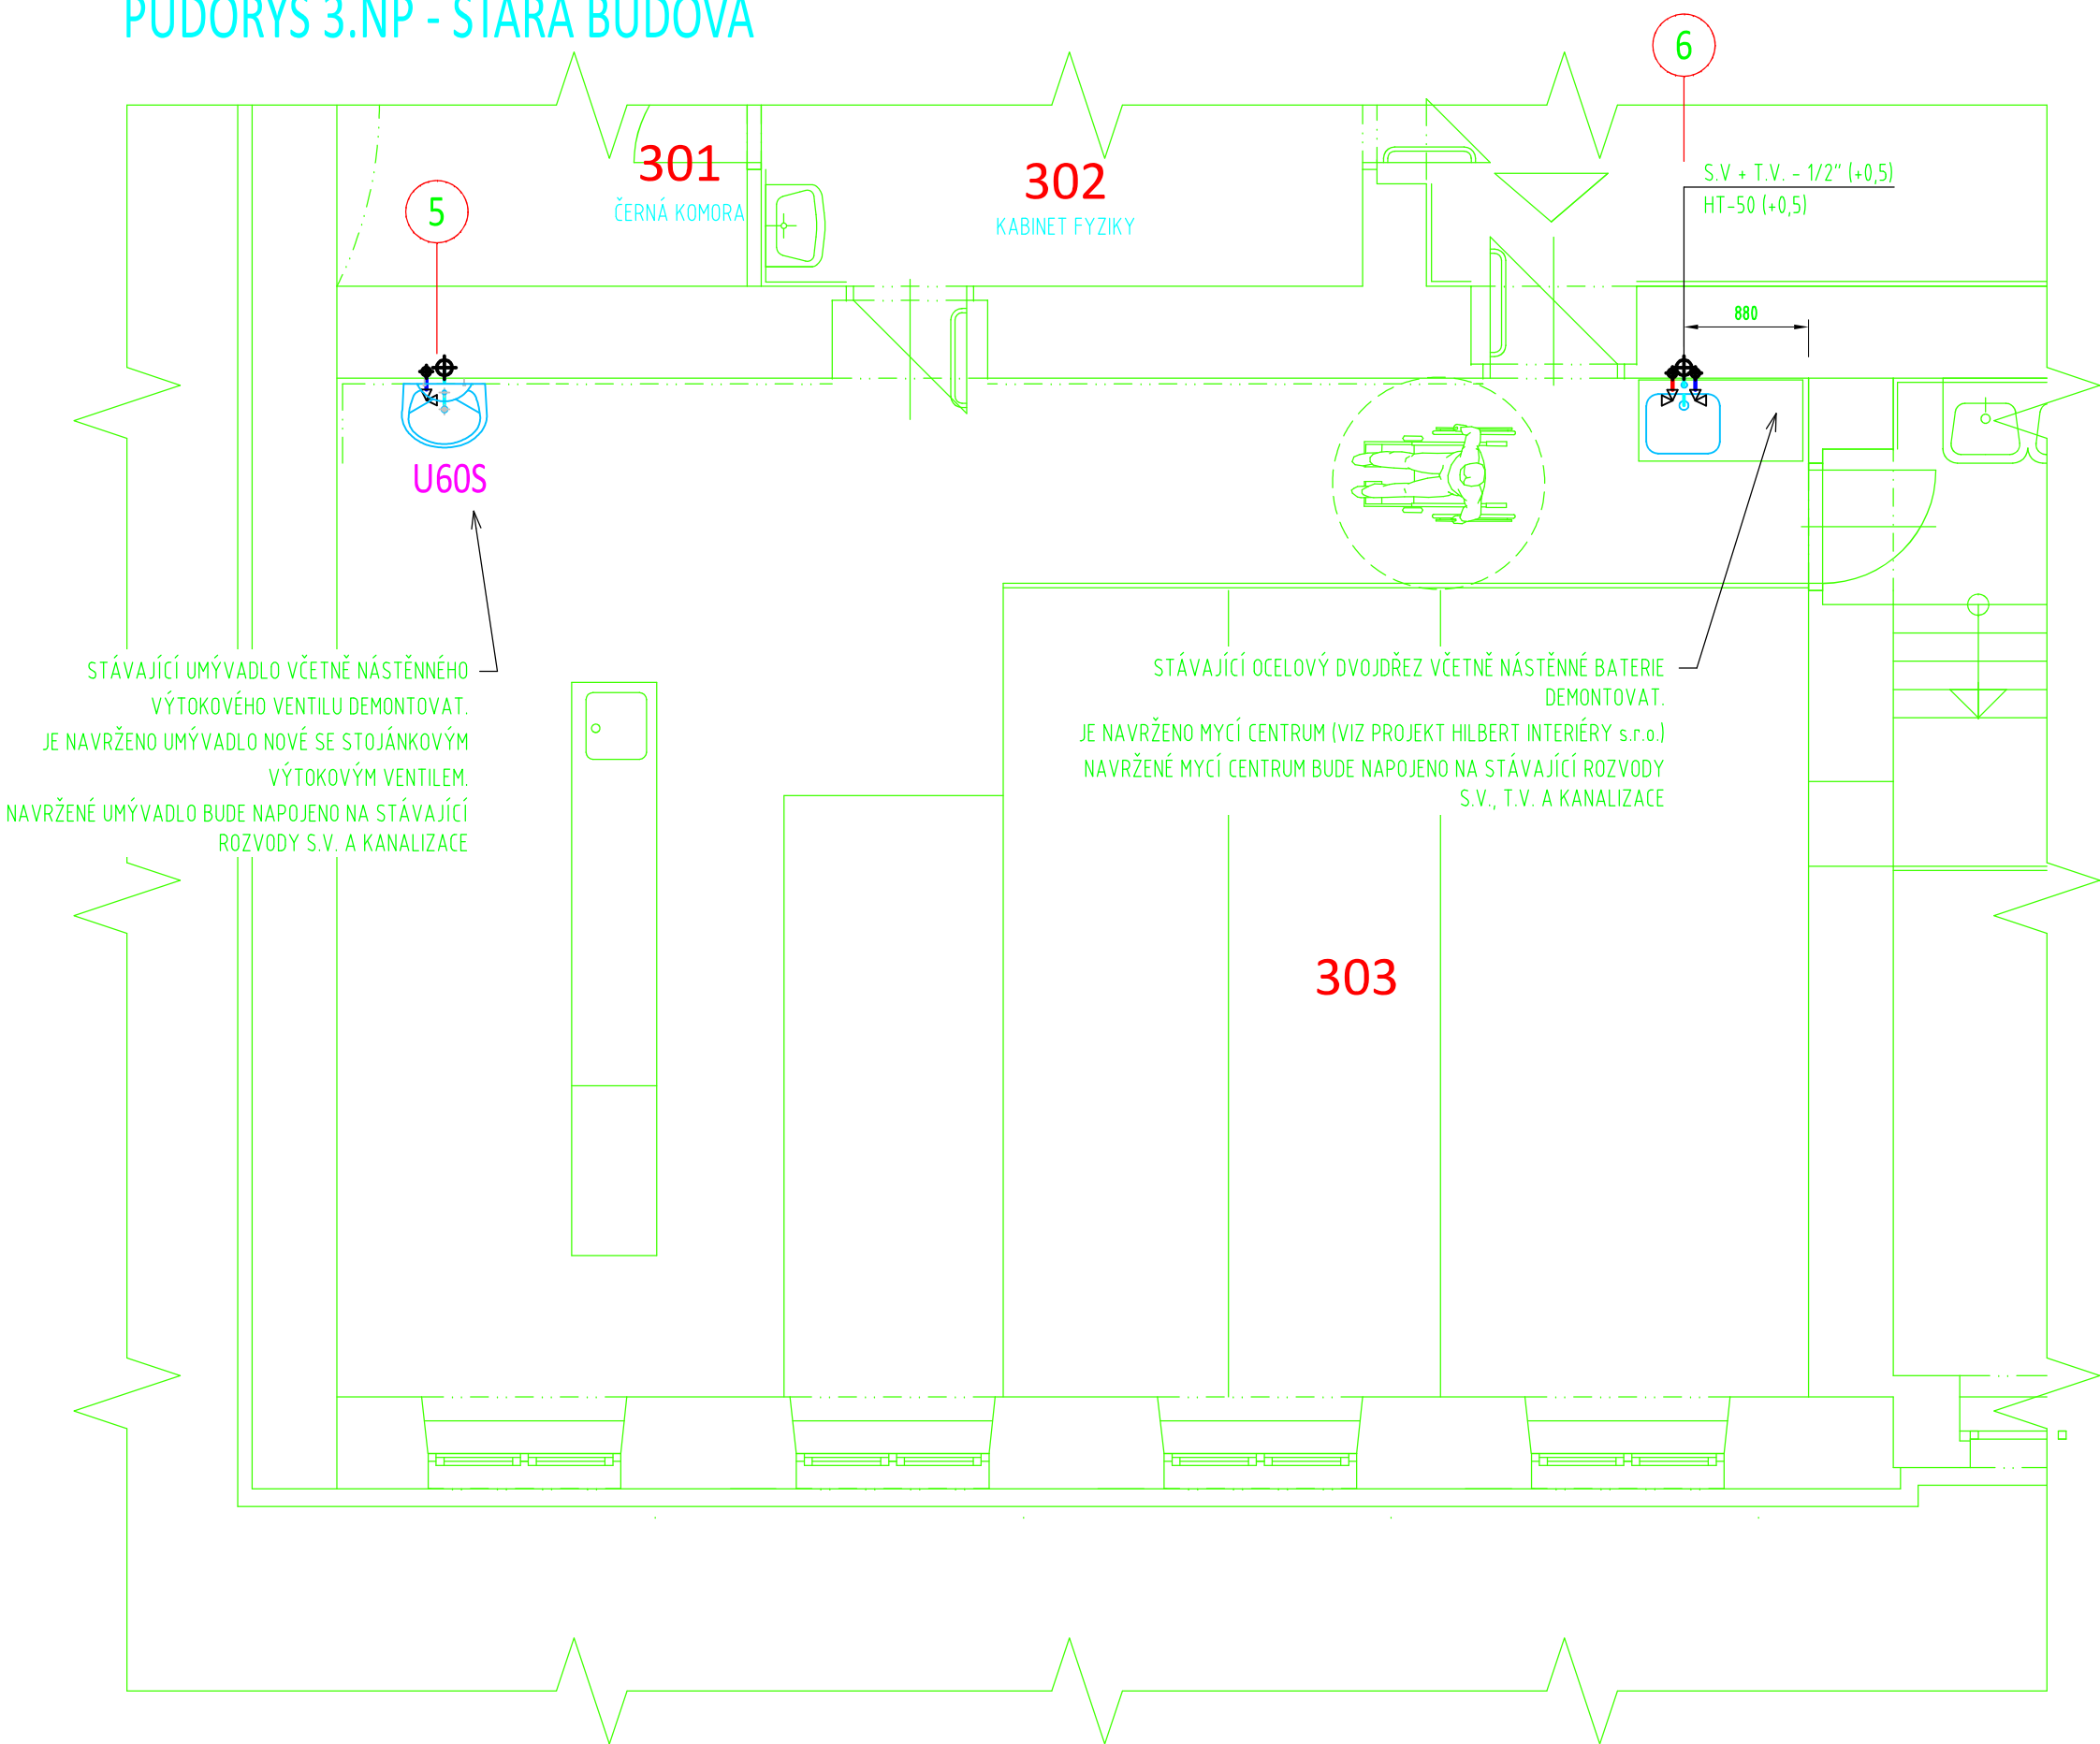 PŮDORYS 3.NP - STARÁ BUDOVA
6
301
ČERNÁ KOMORA
302
KABINET FYZIKY
S.V + T.V. - 1/2" (+0,5)
HT-50 (+0,5)
5
880
U60S
STÁVAJÍCÍ UMÝVADLO VČETNĚ NÁSTĚNNÉHO
VÝTOKOVÉHO VENTILU DEMONTOVAT.
JE NAVRŽENO UMÝVADLO NOVÉ SE STOJÁNKOVÝM
VÝTOKOVÝM VENTILEM.
NAVRŽENÉ UMÝVADLO BUDE NAPOJENO NA STÁVAJÍCÍ
ROZVODY S.V. A KANALIZACE
STÁVAJÍCÍ OCELOVÝ DVOJDŘEZ VČETNĚ NÁSTĚNNÉ BATERIE
DEMONTOVAT.
JE NAVRŽENO MYCÍ CENTRUM (VIZ PROJEKT HILBERT INTERIÉRY s.r.o.)
NAVRŽENÉ MYCÍ CENTRUM BUDE NAPOJENO NA STÁVAJÍCÍ ROZVODY
S.V., T.V. A KANALIZACE
303